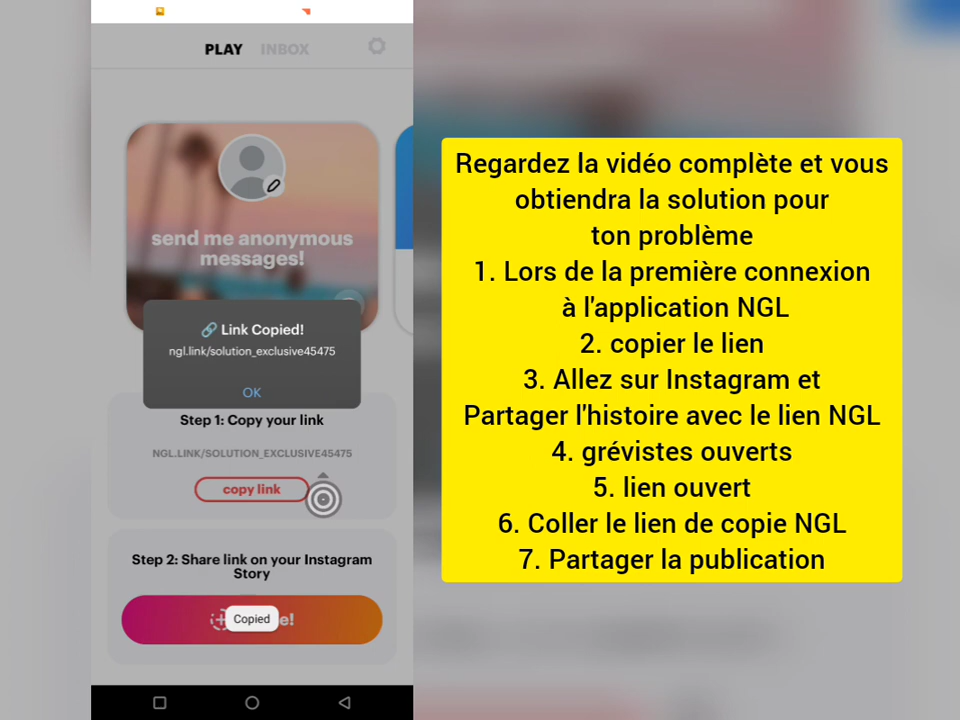 PLAY INBOX
send me anonymous
messages!
Link Copied!
ngl.link/solution_exclusive45475
OK
Step 1: Copy your link
NGL.LINK/SOLUTION_EXCLUSIVE45475
copy link
Step 2: Share link on your Instagram
Story
Copied
Regardez la vidéo complète et vous
obtiendra la solution pour
ton problème
1. Lors de la première connexion
à l'application NGL
2. copier le lien
3. Allez sur Instagram et
Partager l'histoire avec le lien NGL
4. grévistes ouverts
5. lien ouvert
6. Coller le lien de copie NGL
7. Partager la publication